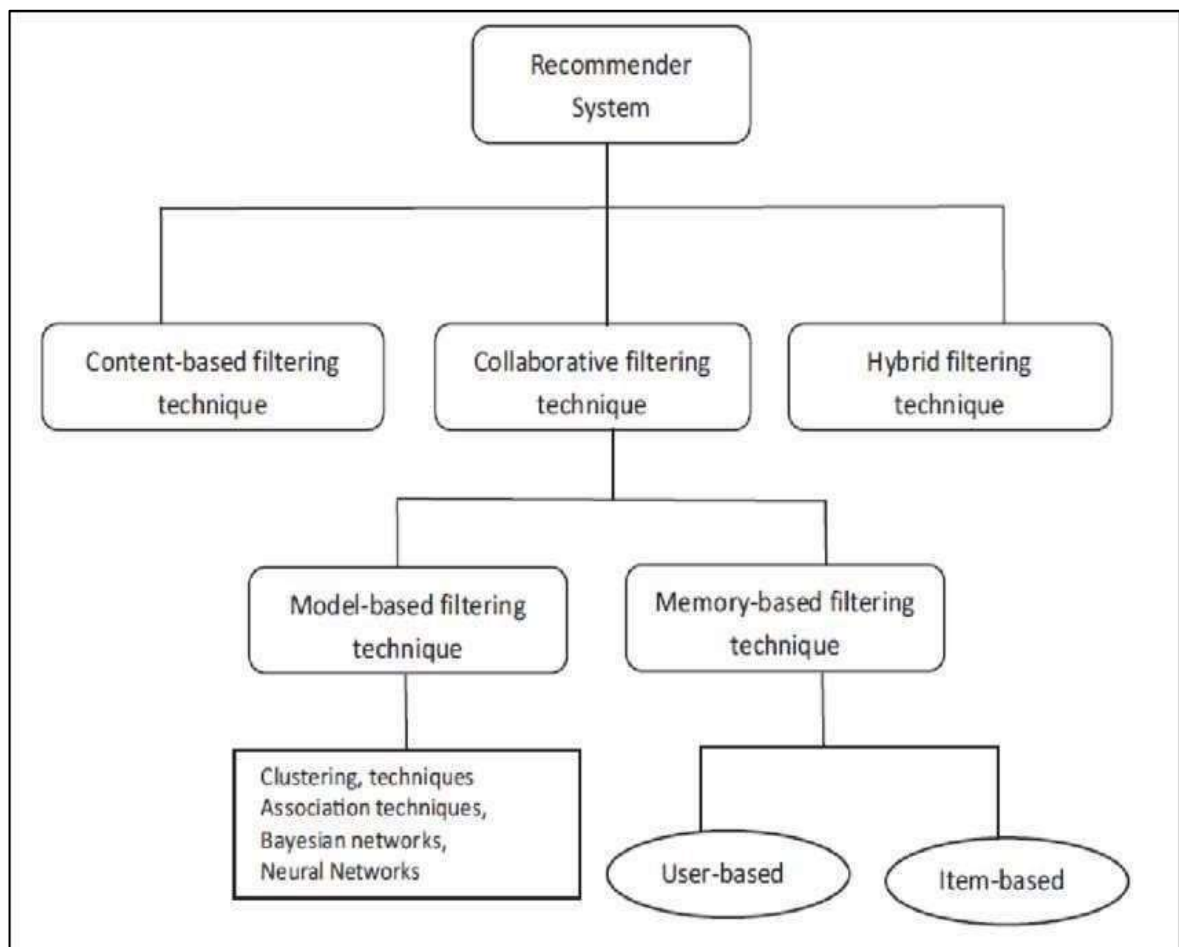 Recommender
System
Content-based filtering
technique
Collaborative filtering
technique
Hybrid filtering
technique
Model-based filtering
technique
Memory-based filtering
technique
Clustering, techniques
Association techniques,
Bayesian networks,
Neural Networks
User-based
Item-based